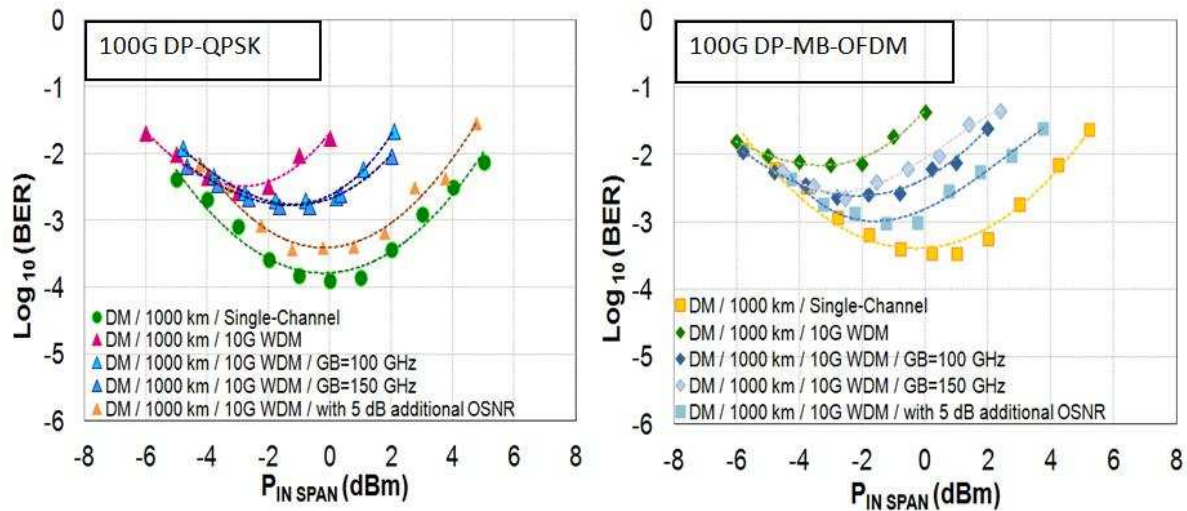 100G DP-QPSK
0
-1
-2
-3
-4
-5
-6
Log 10 (BER)
DM / 1000 km / Single-Channel
DM / 1000 km / 10G WDM
DM / 1000 km / 10G WDM / GB=100 GHz
DM / 1000 km / 10G WDM / GB=150 GHz
DM / 1000 km / 10G WDM / with 5 dB additional OSNR
-8 -6 -4 -2 0 2 4 6 8
P IN SPAN (dBm)
100G DP-MB-OFDM
0
-1
-2
-3
-4
-5
-6
Log 10 (BER)
DM / 1000 km / Single-Channel
DM / 1000 km / 10G WDM
DM / 1000 km / 10G WDM / GB=100 GHz
DM / 1000 km / 10G WDM / GB=150 GHz
DM / 1000 km / 10G WDM / with 5 dB additional OSNR
-8 -6 -4 -2 0 2 4 6 8
P IN SPAN (dBm)